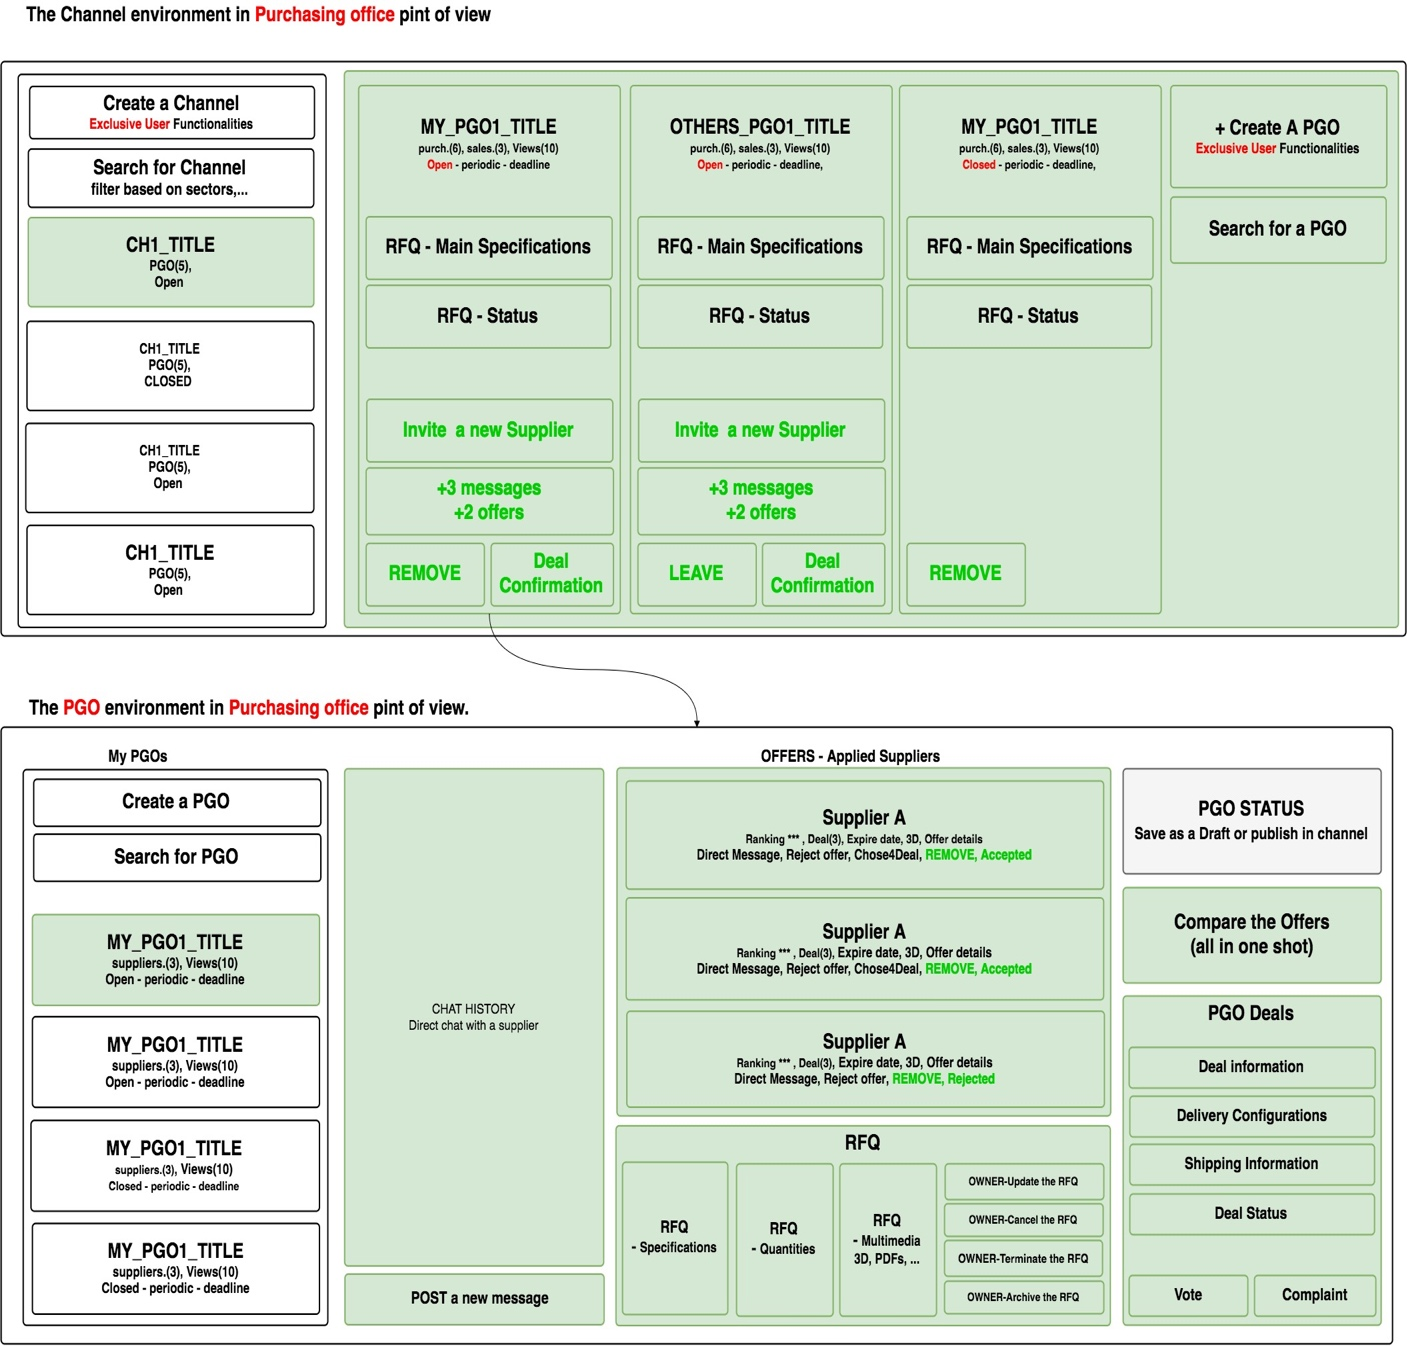 The Channel environment in Purchasing office pint of view
Create a Channel
Exclusive User Functionalities
Search for Channel
filter based on sectors,...
CH1_TITLE
PGO(5),
Open
CH1_TITLE
PGO(5),
CLOSED
CH1_TITLE
PGO(5),
Open
CH1_TITLE
PGO(5),
Open
MY_PGO1_TITLE
purch.(6), sales.(3), Views(10)
Open - periodic - deadline
RFQ - Main Specifications
RFQ - Status
Invite a new Supplier
+3 messages
+2 offers
REMOVE
Deal
Confirmation
OTHERS_PGO1_TITLE
purch.(6), sales.(3), Views(10)
Open - periodic - deadline,
RFQ - Main Specifications
RFQ - Status
Invite a new Supplier
+3 messages
+2 offers
LEAVE
Deal
Confirmation
MY_PGO1_TITLE
purch.(6), sales.(3), Views(10)
Closed - periodic - deadline,
RFQ - Main Specifications
RFQ - Status
REMOVE
+ Create A PGO
Exclusive User Functionalities
Search for a PGO
The PGO environment in Purchasing office pint of view.
My PGOs
Create a PGO
Search for PGO
MY_PGO1_TITLE
suppliers.(3), Views(10)
Open - periodic - deadline
MY_PGO1_TITLE
suppliers.(3), Views(10)
Open - periodic - deadline
MY_PGO1_TITLE
suppliers.(3), Views(10)
Closed - periodic - deadline
MY_PGO1_TITLE
suppliers.(3), Views(10)
Closed - periodic - deadline
CHAT HISTORY
Direct chat with a supplier
POST a new message
OFFERS - Applied Suppliers
Supplier A
Ranking *** , Deal(3), Expire date, 3D, Offer details
Direct Message, Reject offer, Chose4Deal, REMOVE, Accepted
Supplier A
Ranking *** , Deal(3), Expire date, 3D, Offer details
Direct Message, Reject offer, Chose4Deal, REMOVE, Accepted
Supplier A
Ranking *** , Deal(3), Expire date, 3D, Offer details
Direct Message, Reject offer, REMOVE, Rejected
RFQ
RFQ
- Specifications
RFQ
- Quantities
RFQ
- Multimedia
3D, PDFs, ...
OWNER-Update the RFQ
OWNER-Cancel the RFQ
OWNER-Terminate the RFQ
OWNER-Archive the RFQ
PGO STATUS
Save as a Draft or publish in channel
Compare the Offers
(all in one shot)
PGO Deals
Deal information
Delivery Configurations
Shipping Information
Deal Status
Vote
Complaint